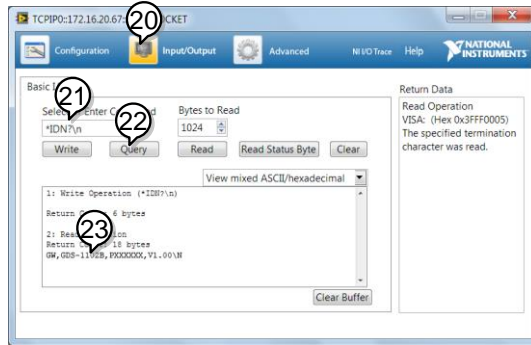 TCPIP0::172.16.20.67: CKET
20
Configuration Input/Output Advanced NI I/O Trace Help NATIONAL INSTRUMENTS
Basic I
21
Enter Co d Bytes to Read
*IDN?\n 22 1024
Write Query Read Read Status Byte Clear
View mixed ASCII/hexadecimal
1: Write Operation (*IDN?\n)
Return 6 bytes
23
2: Rea ion
Return 18 bytes
GW,GDS-1102B,PXXXXXX,V1.00\N
Clear Buffer
Return Data
Read Operation
VISA: (Hex 0x3FFF0005)
The specified termination
character was read.